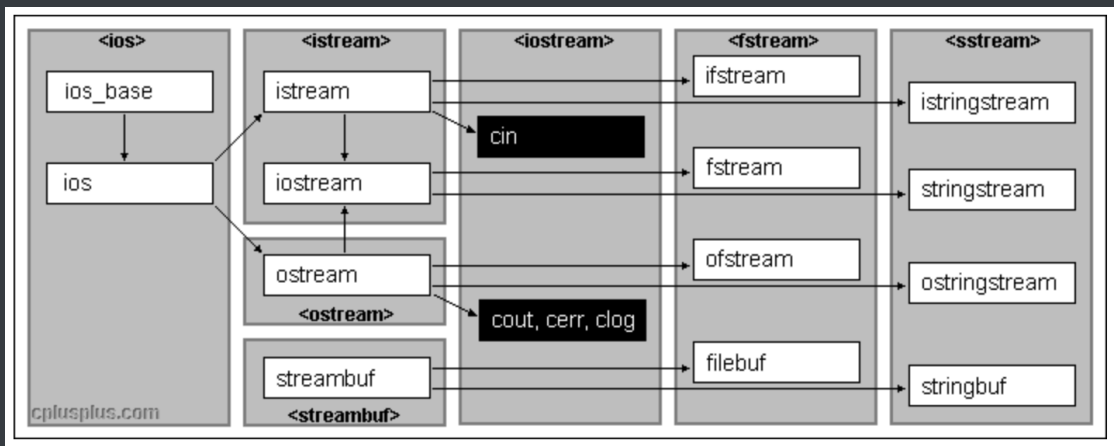 <ios>
ios_base
ios
cplusplus.com
<istream>
istream
iostream
ostream
<ostream>
streambuf
<streambuf>
<iostream>
cin
cout, cerr, clog
<fstream>
ifstream
fstream
ofstream
filebuf
<sstream>
istringstream
stringstream
ostringstream
stringbuf